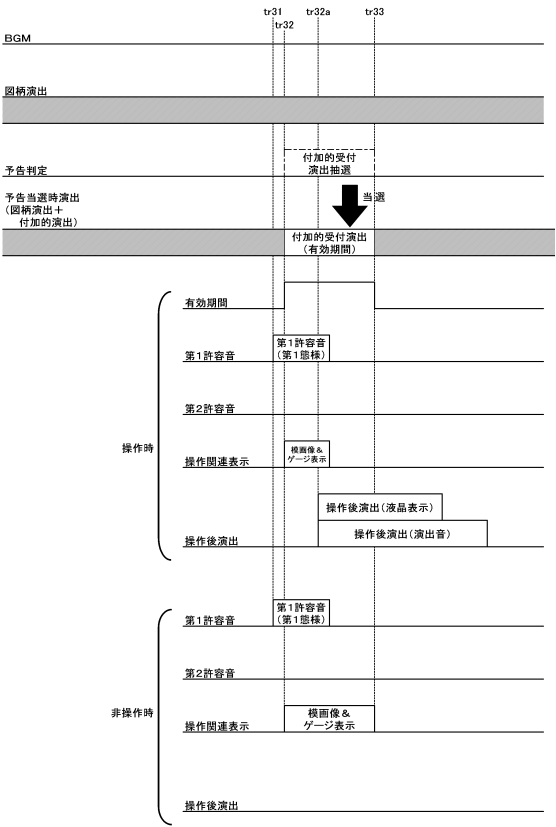 tr31
tr32a
tr33
tr32
BGM
図柄演出
付加的受付
演出抽選
予告判定
予告当選時演出
(図柄演出＋
付加的演出)
当選
付加的受付演出
(有効期間)
有効期間
第1許容音
(第1態様)
第1許容音
第2許容音
操作時
模画像＆
ゲージ表示
操作関連表示
操作後演出(液晶表示)
操作後演出(演出音)
操作後演出
第1許容音
(第1態様)
第1許容音
第2許容音
非操作時
模画像＆
ゲージ表示
操作関連表示
操作後演出